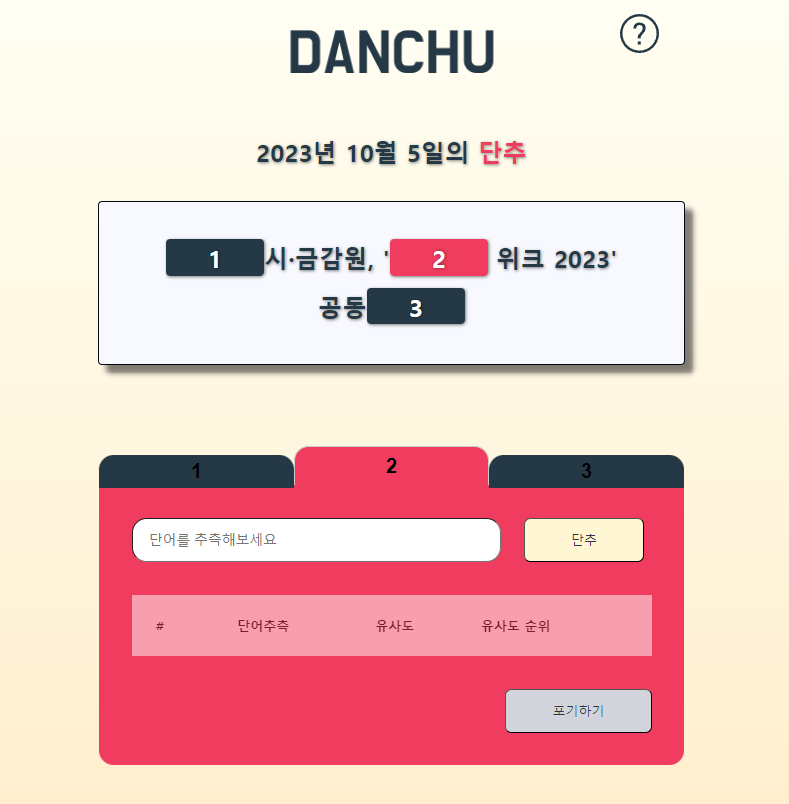 DANCHU
?
2023년 10월 5일의 단추
1 시·금감원, ' 2 위크 2023'
공동 3
1 2 3
단어를 추측해보세요 단추
# 단어추측 유사도 유사도 순위
포기하기